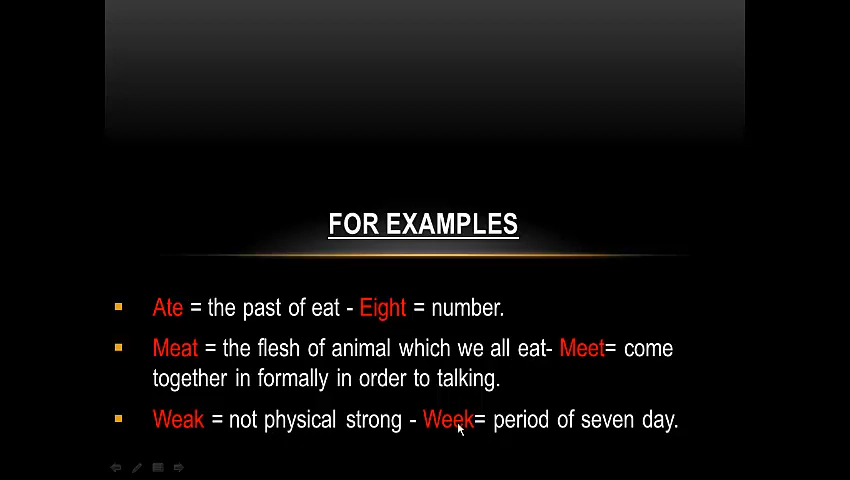 FOR EXAMPLES
Ate = the past of eat - Eight = number.
Meat = the flesh of animal which we all eat- Meet= come
together in formally in order to talking.
Weak = not physical strong - Week= period of seven day.